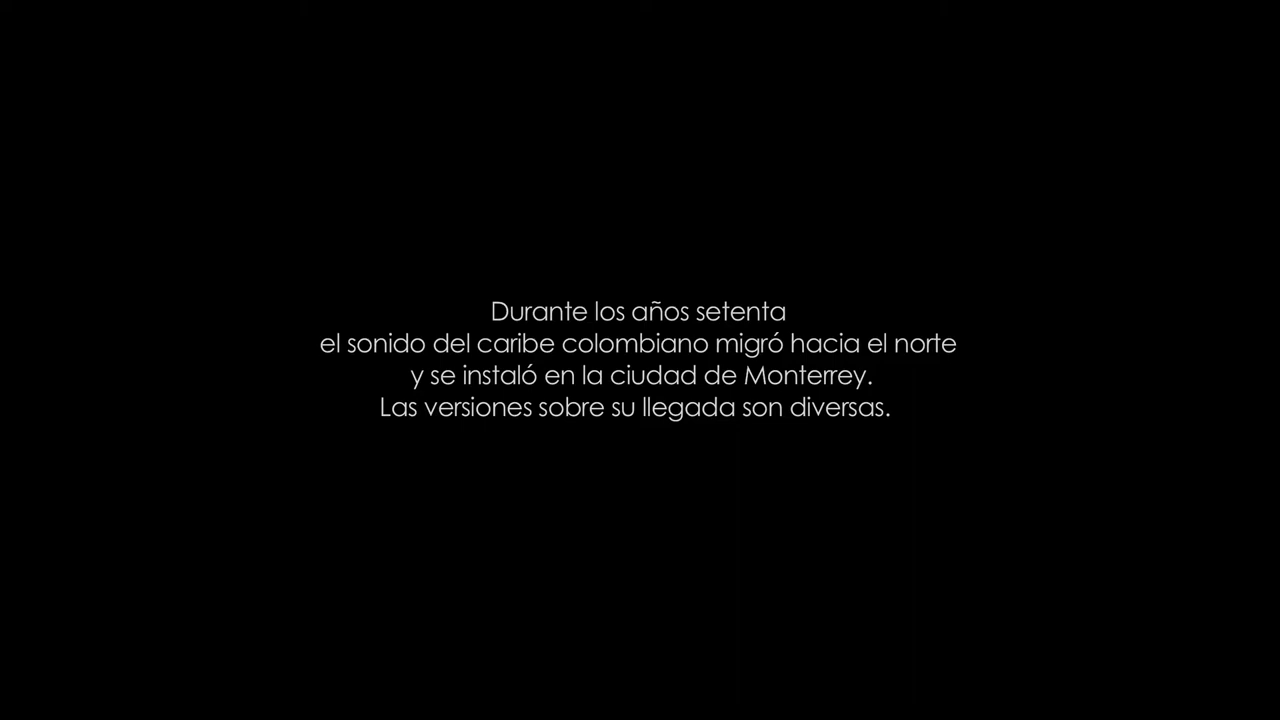 Durante los años setenta
el sonido del caribe colombiano migró hacia el norte
y se instaló en la ciudad de Monterrey.
Las versiones sobre su llegada son diversas.